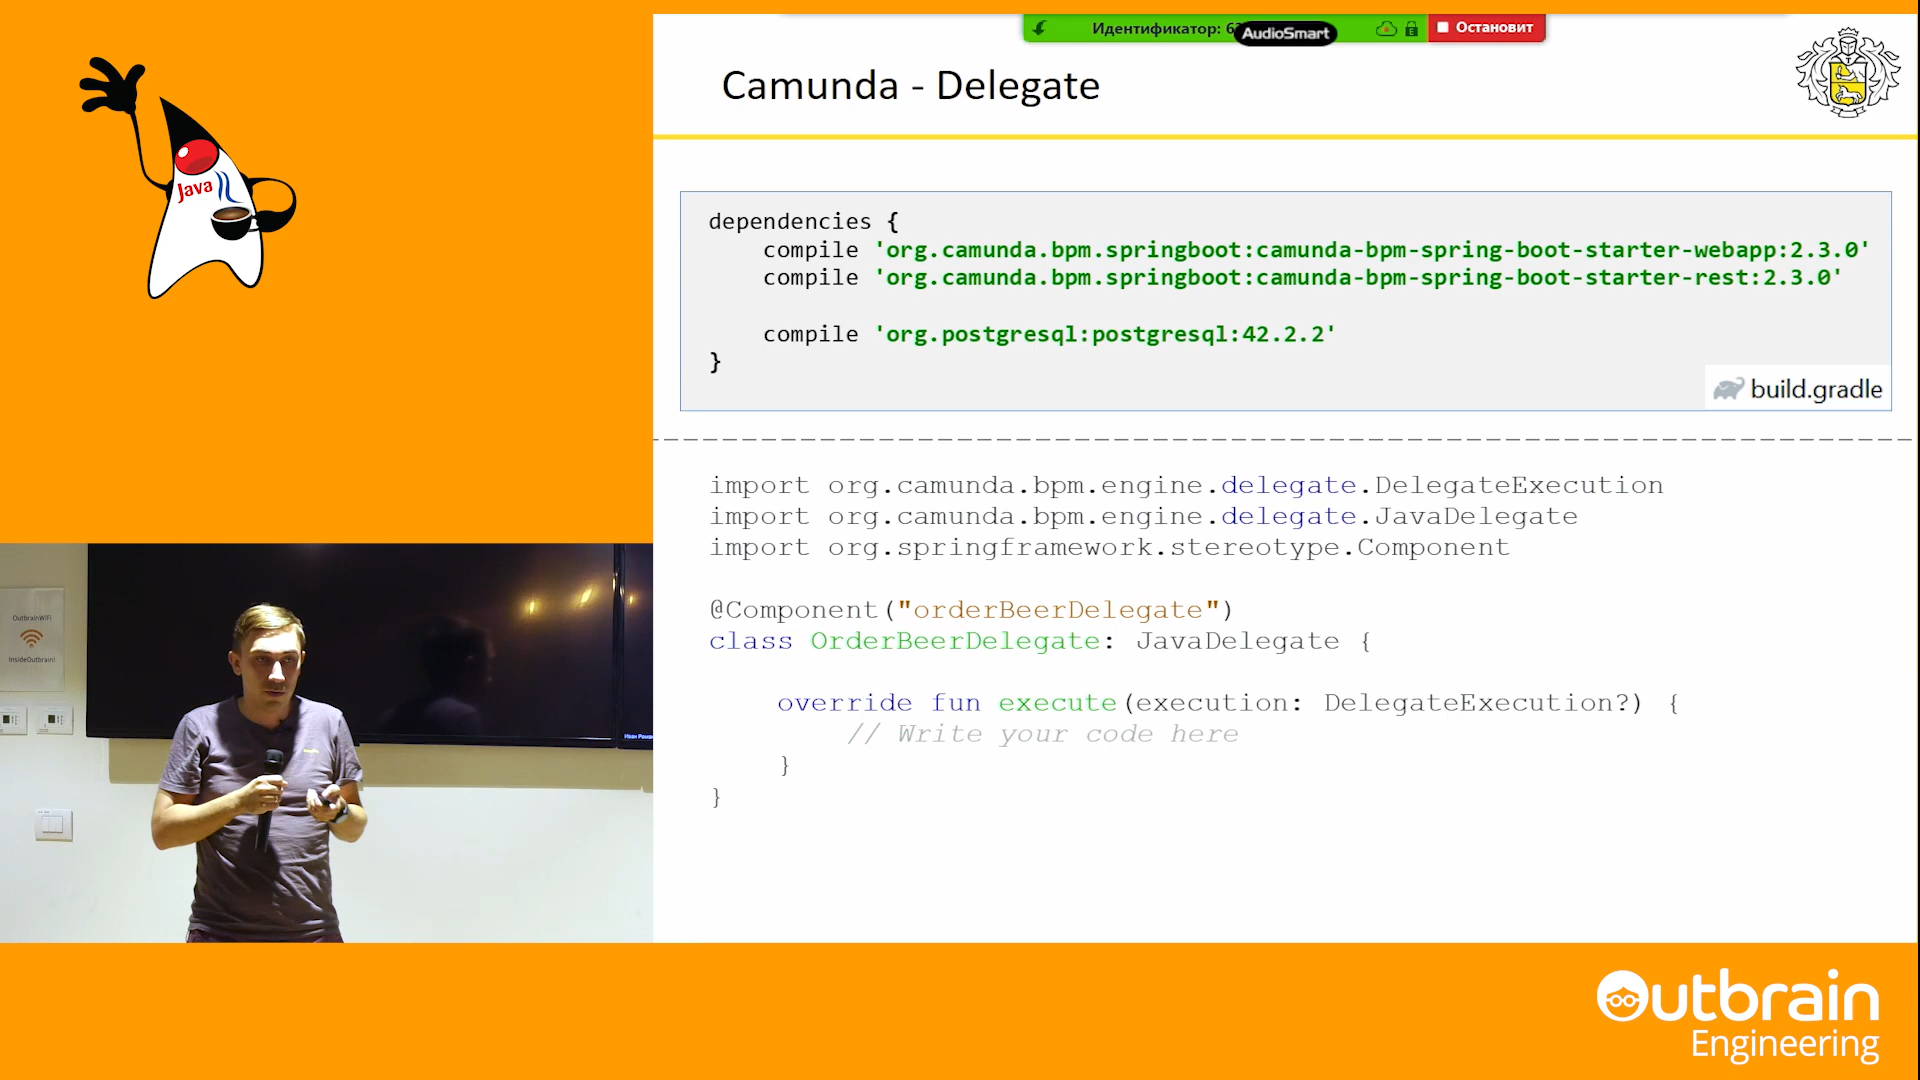 Идентификатор: 6
AudioSmart
Остановит
Camunda - Delegate
Java
dependencies {
compile 'org.camunda.bpm.springboot:camunda-bpm-spring-boot-starter-webapp:2.3.0'
compile 'org.camunda.bpm.springboot:camunda-bpm-spring-boot-starter-rest:2.3.0'
compile 'org.postgresql:postgresql:42.2.2'
}
build.gradle
import org.camunda.bpm.engine.delegate.DelegateExecution
import org.camunda.bpm.engine.delegate.JavaDelegate
import org.springframework.stereotype.Component
@Component("orderBeerDelegate")
class OrderBeerDelegate: JavaDelegate {
override fun execute(execution: DelegateExecution?) {
// Write your code here
}
}
OutbrainWiFi
InsideOutbrain!
Outbrain
Engineering